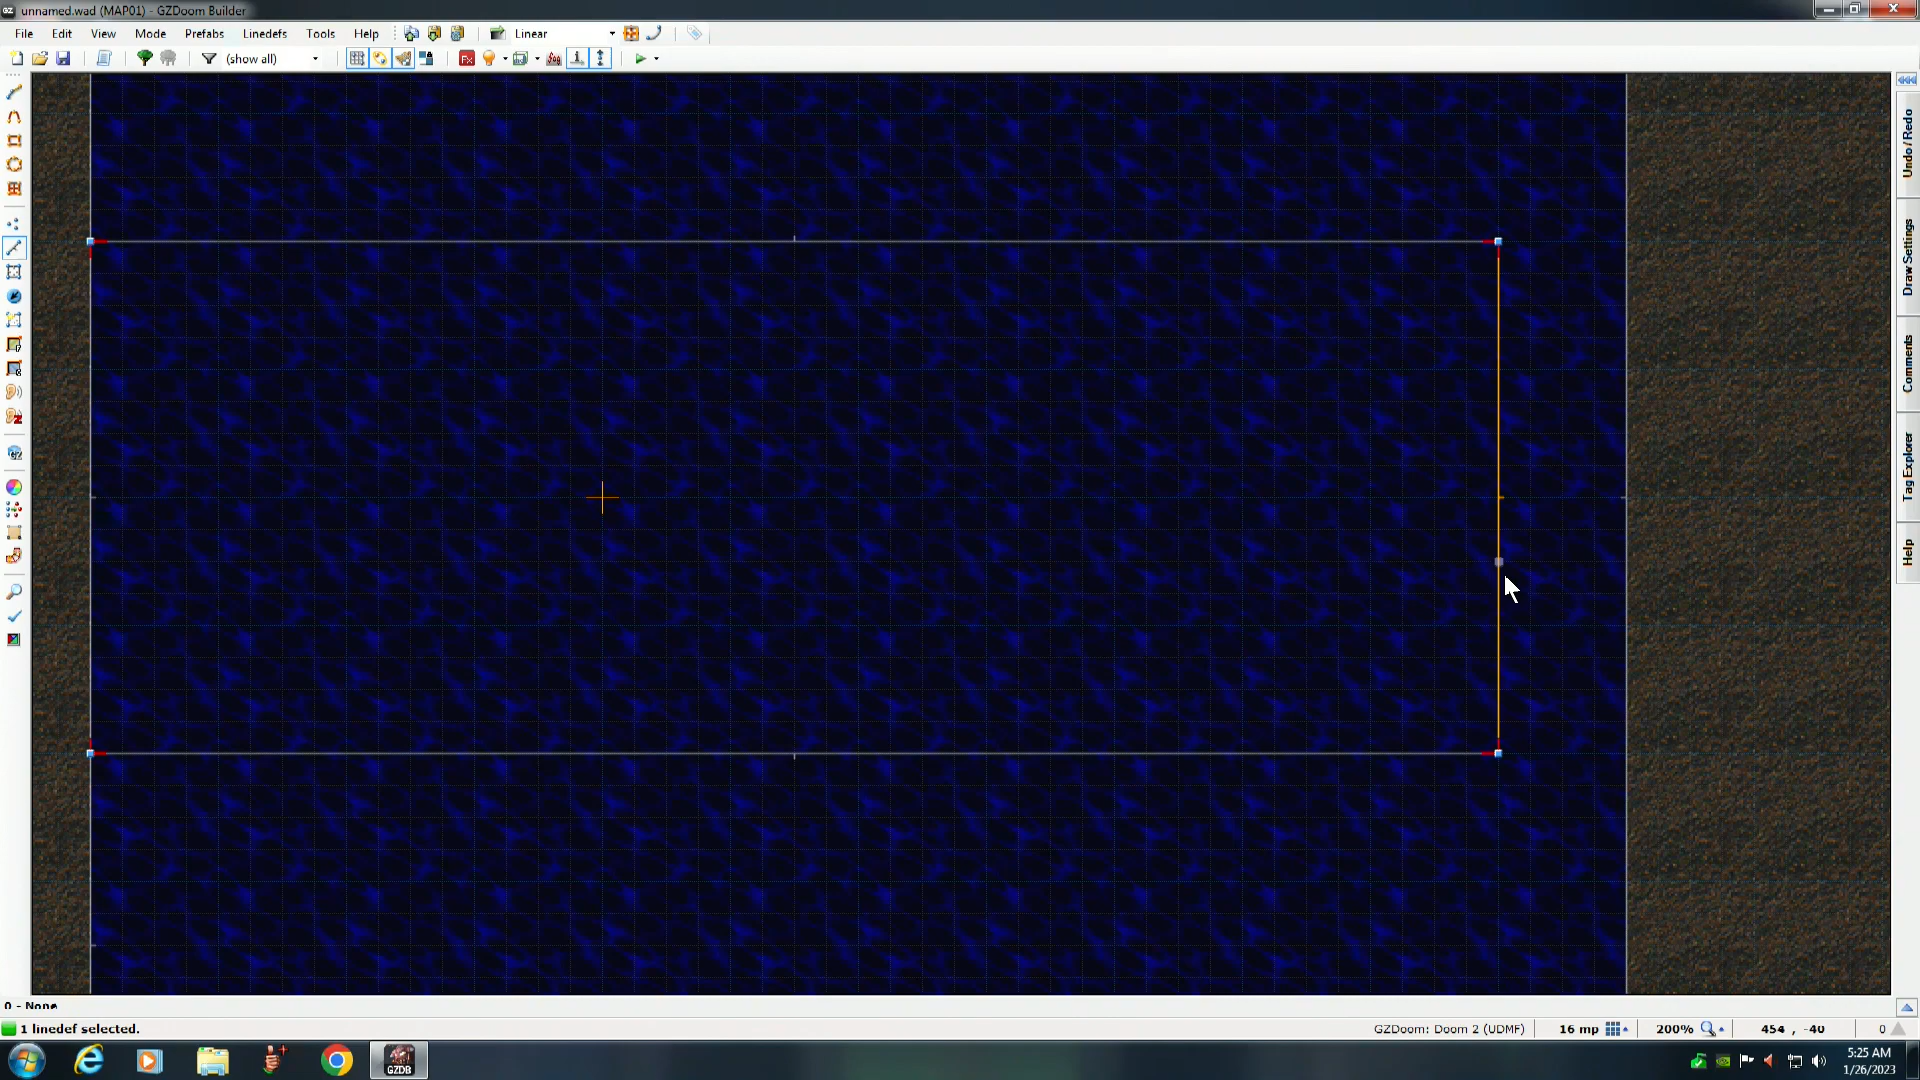 unnamed.wad (MAP01) - GZDoom Builder
File Edit View Mode Prefabs Linedefs Tools Help Linear
(show all)
Undo / Redo
Draw Settings
Comments
Tag Explorer
Help
0 - None
1 linedef selected.
GZDoom: Doom 2 (UDMF) 16 mp 200% 454 , -40 0
GZDB
5:25 AM
1/26/2023